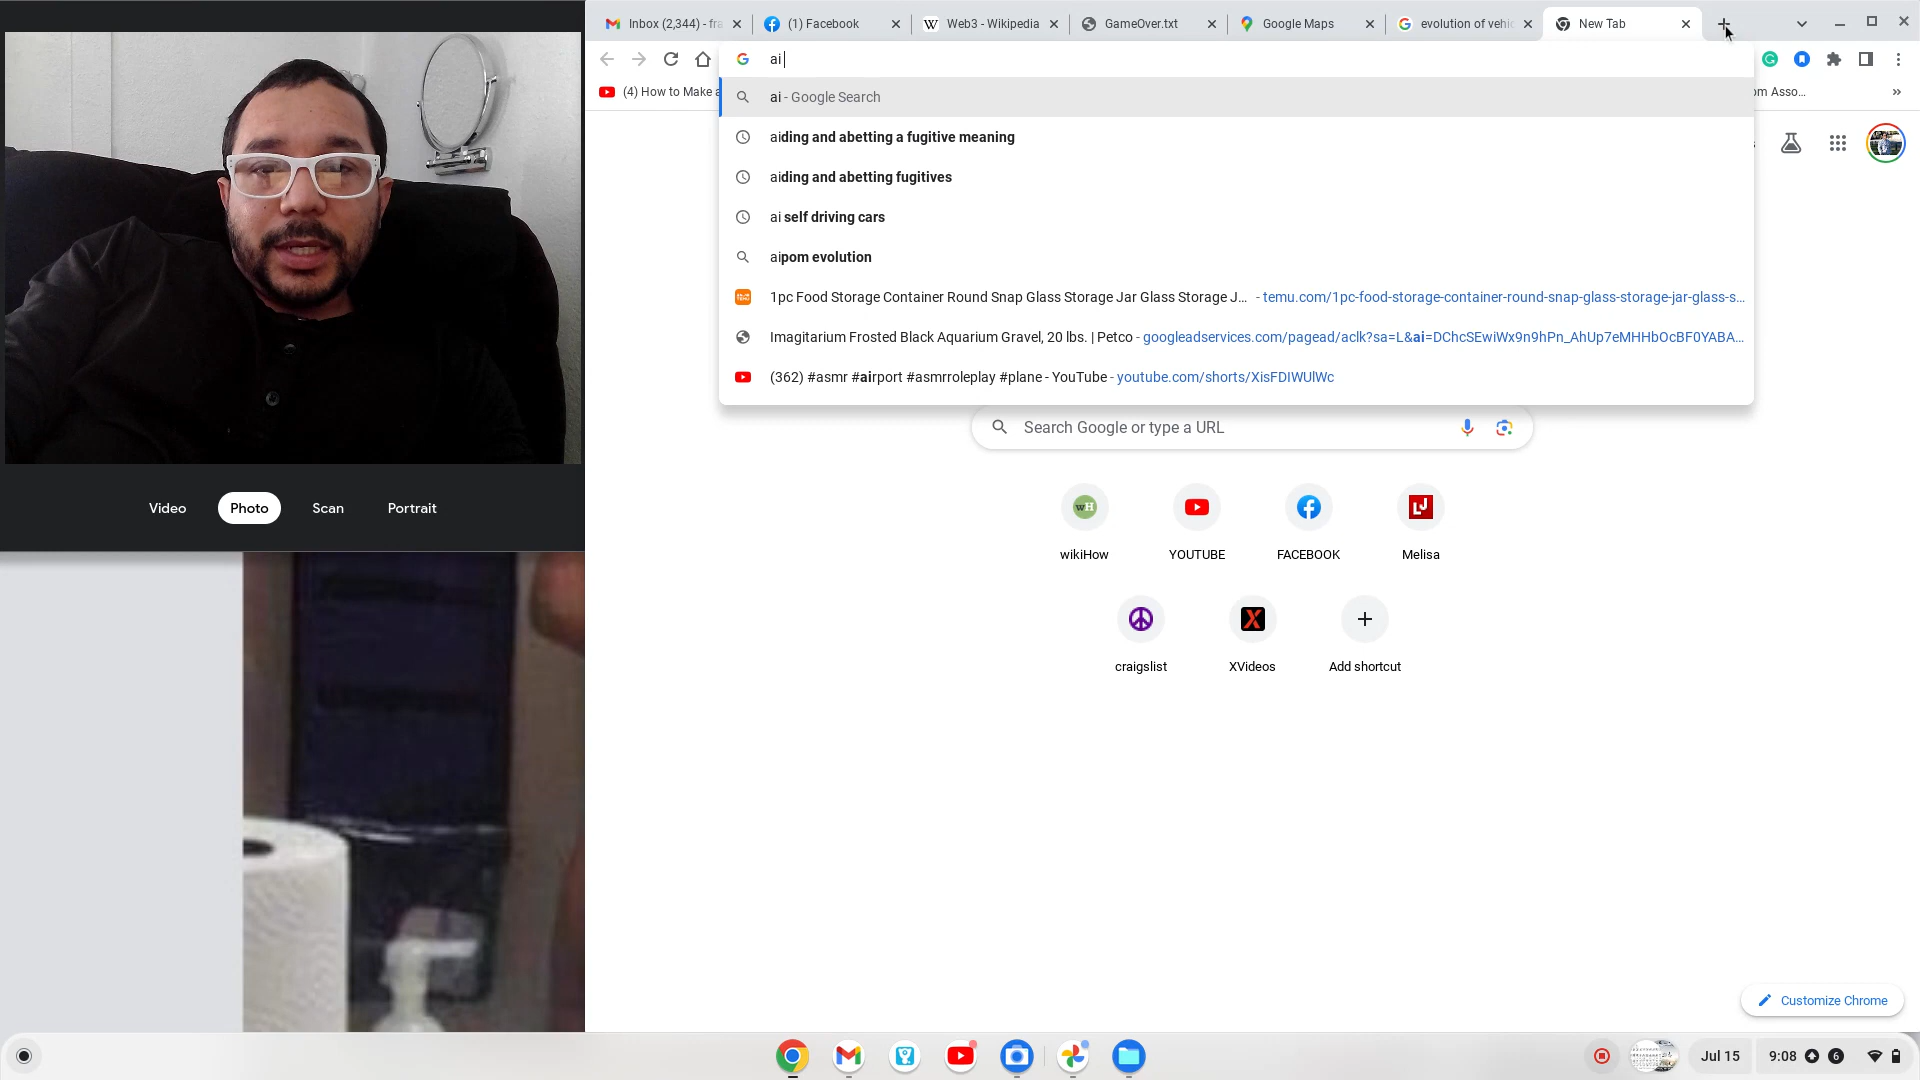 Inbox (2,344) - fra
(1) Facebook
Web3 - Wikipedia
GameOver.txt
Google Maps
evolution of vehic
New Tab
ai
(4) How to Make a
om Asso...
ai - Google Search
aiding and abetting a fugitive meaning
aiding and abetting fugitives
ai self driving cars
aipom evolution
1pc Food Storage Container Round Snap Glass Storage Jar Glass Storage J... - temu.com/1pc-food-storage-container-round-snap-glass-storage-jar-glass-s...
Imagitarium Frosted Black Aquarium Gravel, 20 lbs. | Petco - googleadservices.com/pagead/aclk?sa=L&ai=DChcSEwiWx9n9hPn_AhUp7eMHHbOcBF0YABA...
(362) #asmr #airport #asmrroleplay #plane - YouTube - youtube.com/shorts/XisFDIWUlWc
Search Google or type a URL
Video
Photo
Scan
Portrait
wikiHow
YOUTUBE
FACEBOOK
Melisa
craigslist
XVideos
Add shortcut
Customize Chrome
Jul 15
9:08
6